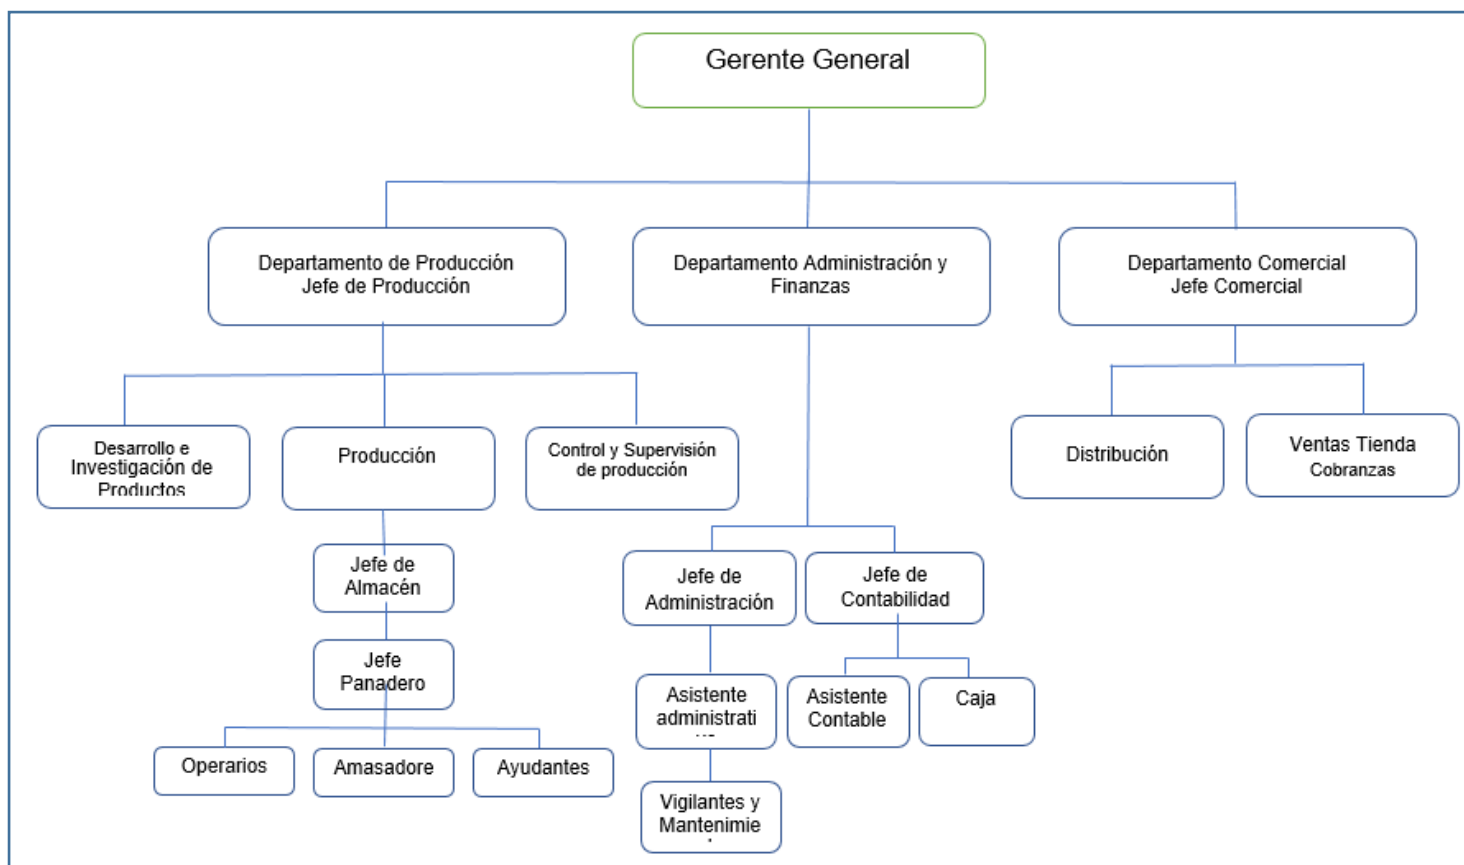 Gerente General
Departamento de Producción
Jefe de Producción
Departamento Administración y
Finanzas
Departamento Comercial
Jefe Comercial
Desarrollo e
Investigación de
Productos
Producción
Control y Supervisión
de producción
Distribución
Ventas Tienda
Cobranzas
Jefe de
Almacén
Jefe de
Administración
Jefe de
Contabilidad
Jefe
Panadero
Asistente
administrati
Asistente
Contable
Caja
Operarios
Amasadore
Ayudantes
Vigilantes y
Mantenimie